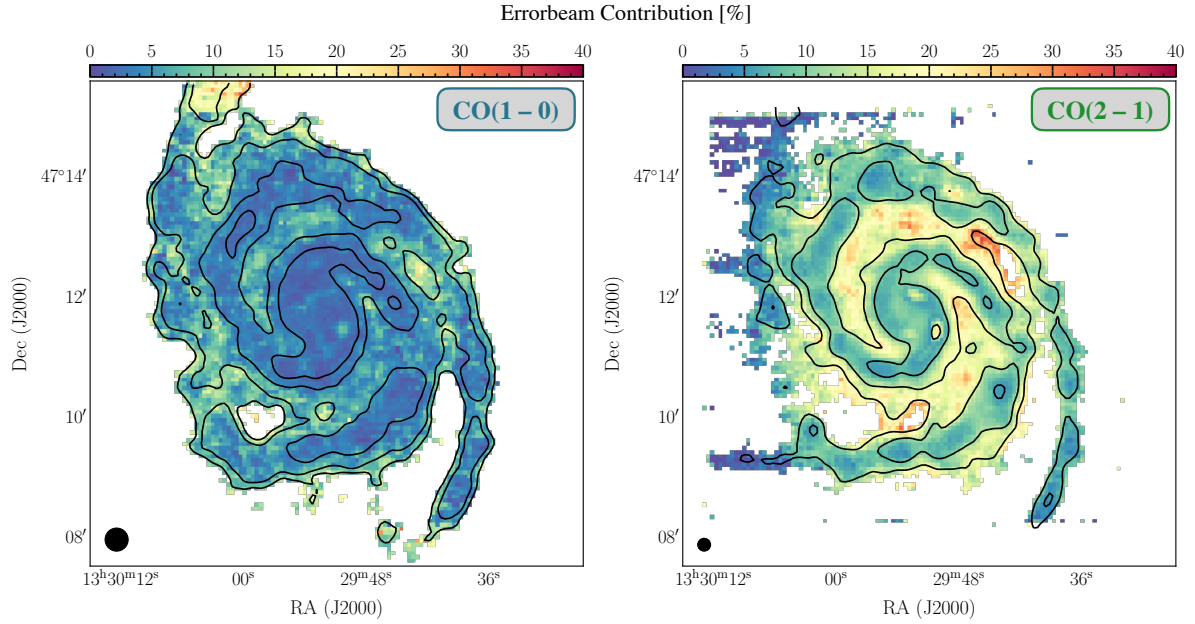 Errorbeam Contribution [%]
0 5 10 15 20 25 30 35 40
0 5 10 15 20 25 30 35 40
CO(1 − 0)
CO(2 − 1)
47°14′
12′
10′
08′
Dec (J2000)
13ʰ30ᵐ12ˢ 00ˢ 29ᵐ48ˢ 36ˢ
RA (J2000)
47°14′
12′
10′
08′
Dec (J2000)
13ʰ30ᵐ12ˢ 00ˢ 29ᵐ48ˢ 36ˢ
RA (J2000)